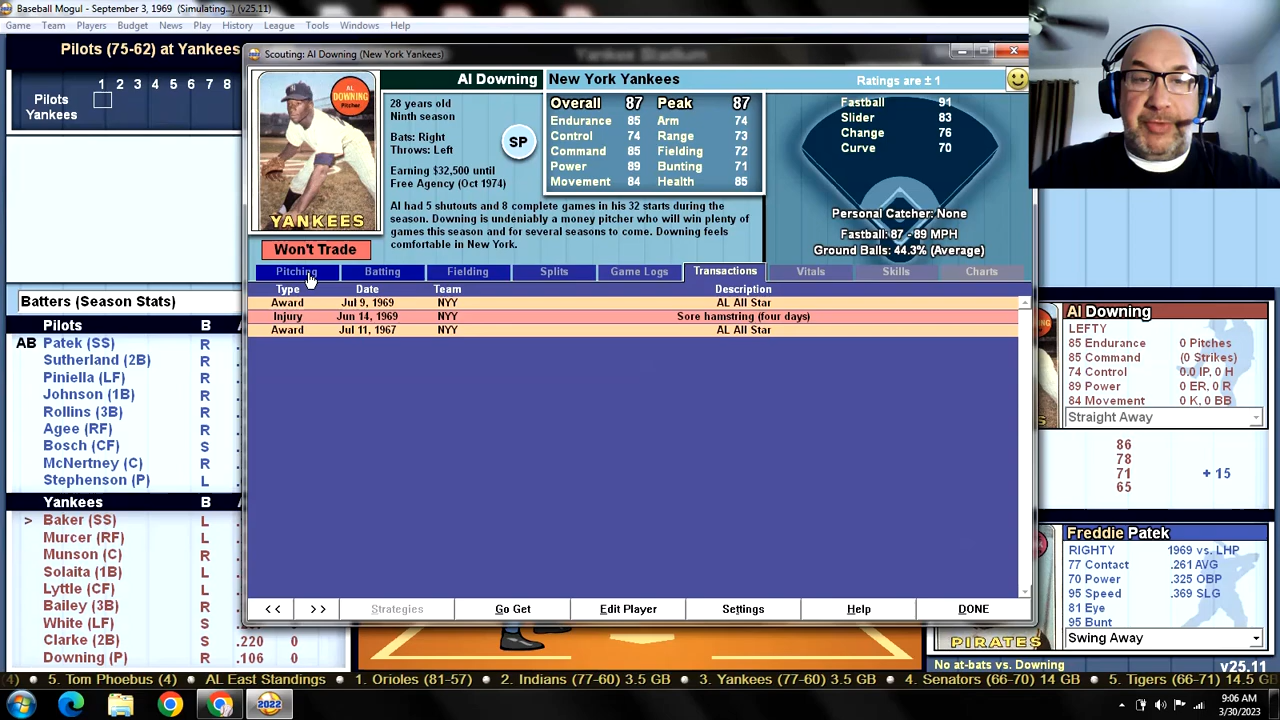 Baseball Mogul - September 3, 1969 (Simulating...) (v25.11)
Game Team Players Budget News Play History League Tools Windows Help
Pilots (75-62) at Yankees
1 2 3 4 5 6 7 8
Pilots
Yankees
Scouting: Al Downing (New York Yankees)
AL DOWNING
Pitcher
YANKEES
Won't Trade
Al Downing
28 years old
Ninth season
Bats: Right
Throws: Left
Earning $32,500 until
Free Agency (Oct 1974)
SP
New York Yankees
Overall 87 Peak 87
Endurance 85 Arm 74
Control 74 Range 73
Command 85 Fielding 72
Power 89 Bunting 71
Movement 84 Health 85
Al had 5 shutouts and 8 complete games in his 32 starts during the
season. Downing is undeniably a money pitcher who will win plenty of
games this season and for several seasons to come. Downing feels
comfortable in New York.
Ratings are ± 1
Fastball 91
Slider 83
Change 76
Curve 70
Personal Catcher: None
Fastball: 87 - 89 MPH
Ground Balls: 44.3% (Average)
Pitching Batting Fielding Splits Game Logs Transactions Vitals Skills Charts
Type Date Team Description
Award Jul 9, 1969 NYY AL All Star
Injury Jun 14, 1969 NYY Sore hamstring (four days)
Award Jul 11, 1967 NYY AL All Star
<< >> Strategies Go Get Edit Player Settings Help DONE
Batters (Season Stats)
Pilots B
AB Patek (SS) R
Sutherland (2B) R
Piniella (LF) R
Johnson (1B) R
Rollins (3B) R
Agee (RF) R
Bosch (CF) S
McNertney (C) R
Stephenson (P) L
Yankees B
> Baker (SS) L
Murcer (RF) L
Munson (C) R
Solaita (1B) L
Lyttle (CF) L
Bailey (3B) R
White (LF) S
Clarke (2B) S .220 0
Downing (P) R .106 0
Al Downing
LEFTY
85 Endurance 0 Pitches
85 Command (0 Strikes)
74 Control 0.0 IP, 0 H
89 Power 0 ER, 0 R
84 Movement 0 K, 0 BB
Straight Away
86
78
71
65
+ 15
Freddie Patek
RIGHTY 1969 vs. LHP
77 Contact .261 AVG
70 Power .325 OBP
95 Speed .369 SLG
81 Eye
95 Bunt
PIRATES
Swing Away
No at-bats vs. Downing
v25.11
(4) • 5. Tom Phoebus (4) • AL East Standings • 1. Orioles (81-57) • 2. Indians (77-60) 3.5 GB • 3. Yankees (77-60) 3.5 GB • 4. Senators (66-70) 14 GB • 5. Tigers (66-71) 14.5 GB
2022
9:06 AM
3/30/2023